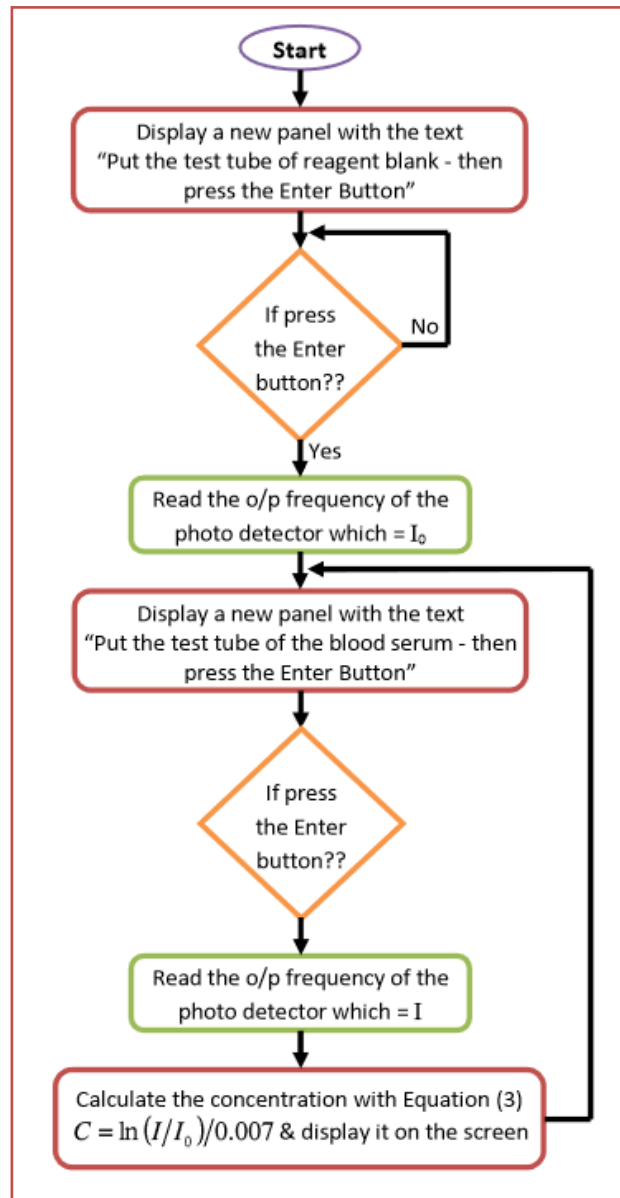 Start
Display a new panel with the text
“Put the test tube of reagent blank - then
press the Enter Button”
If press
the Enter
button??
No
Yes
Read the o/p frequency of the
photo detector which = I₀
Display a new panel with the text
“Put the test tube of the blood serum - then
press the Enter Button”
If press
the Enter
button??
Read the o/p frequency of the
photo detector which = I
Calculate the concentration with Equation (3)
C = ln(I/I₀)/0.007 & display it on the screen